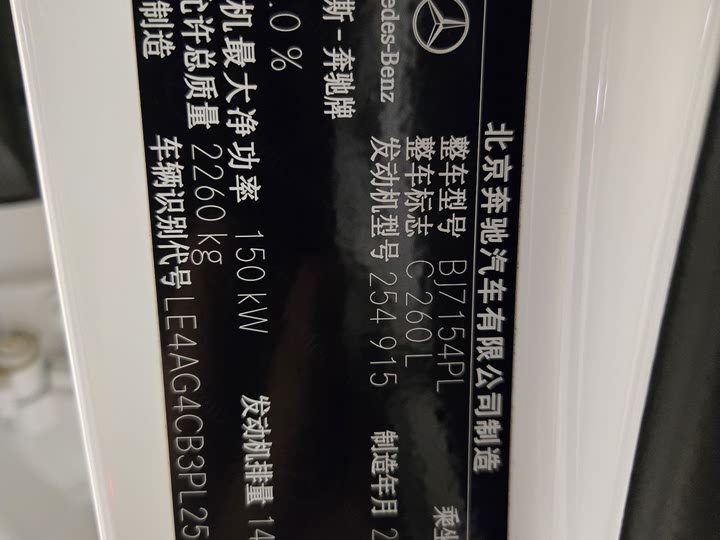 北京奔驰汽车有限公司制造
整车型号 BJ7154PL
整车标志 C 260 L
发动机型号 254 915 制造年月 2
edes-Benz
斯-奔驰牌
.0 %
机最大净功率 150 kW 发动机排量 14
允许总质量 2260 kg
制造
车辆识别代号 LE4AG4CB3PL25